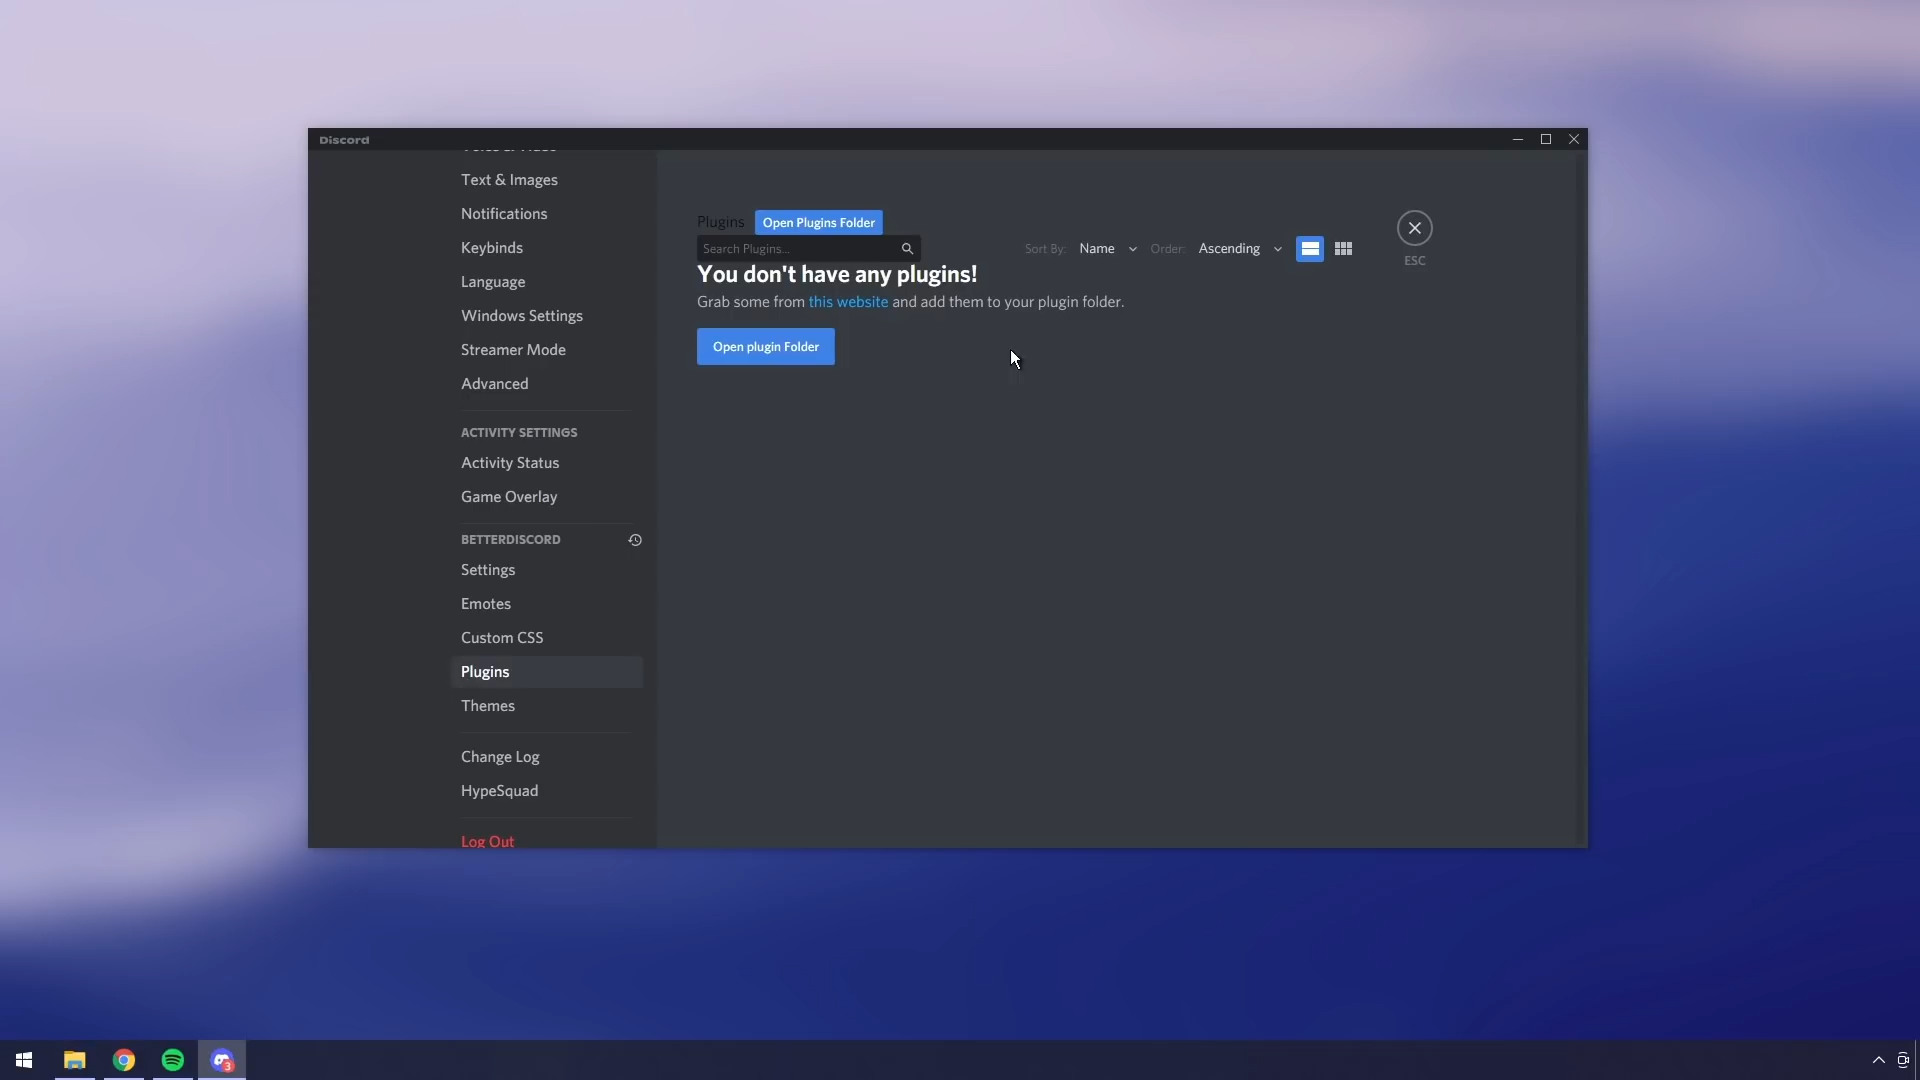 Discord
Text & Images
Notifications
Keybinds
Language
Windows Settings
Streamer Mode
Advanced
ACTIVITY SETTINGS
Activity Status
Game Overlay
BETTERDISCORD
Settings
Emotes
Custom CSS
Plugins
Themes
Change Log
HypeSquad
Log Out
Plugins Open Plugins Folder
Search Plugins... Sort By: Name Order: Ascending
ESC
You don't have any plugins!
Grab some from this website and add them to your plugin folder.
Open plugin Folder
3